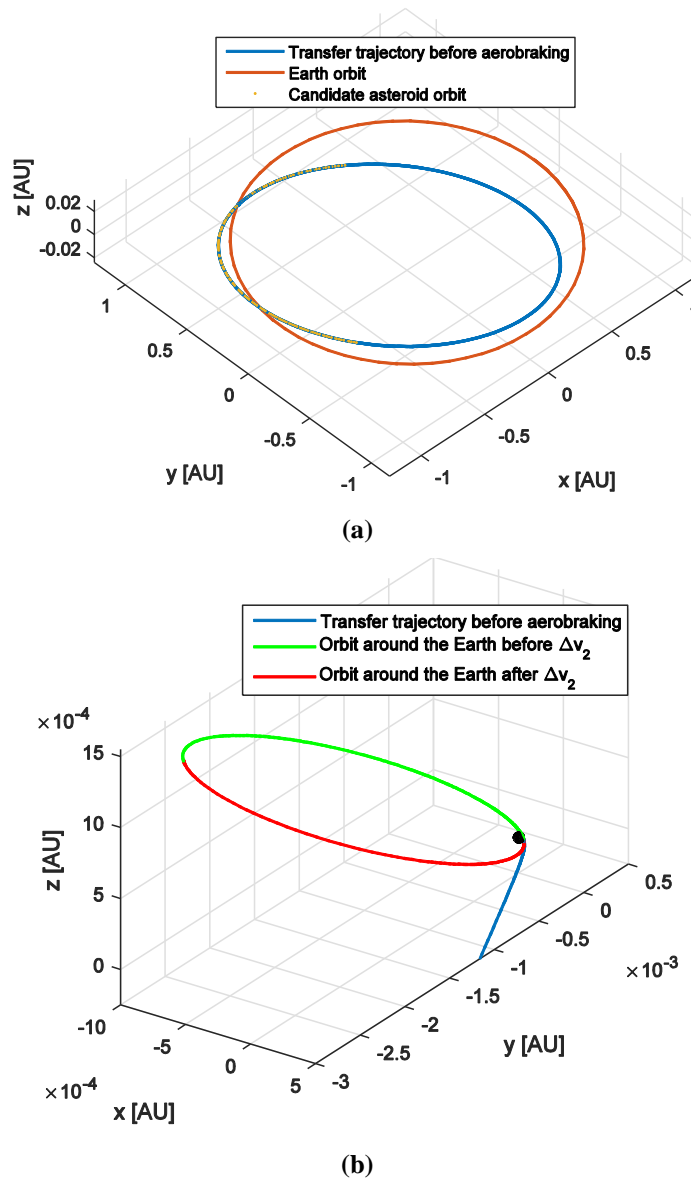 Transfer trajectory before aerobraking
Earth orbit
Candidate asteroid orbit
z [AU]
0.02
0
-0.02
1
0.5
0
-0.5
-1
y [AU]
-1
-0.5
0
0.5
x [AU]
(a)
Transfer trajectory before aerobraking
Orbit around the Earth before Δv₂
Orbit around the Earth after Δv₂
×10⁻⁴
15
10
5
0
z [AU]
-10
-5
0
5
×10⁻⁴
x [AU]
-3
-2.5
-2
-1.5
-1
-0.5
0
0.5
×10⁻³
y [AU]
(b)